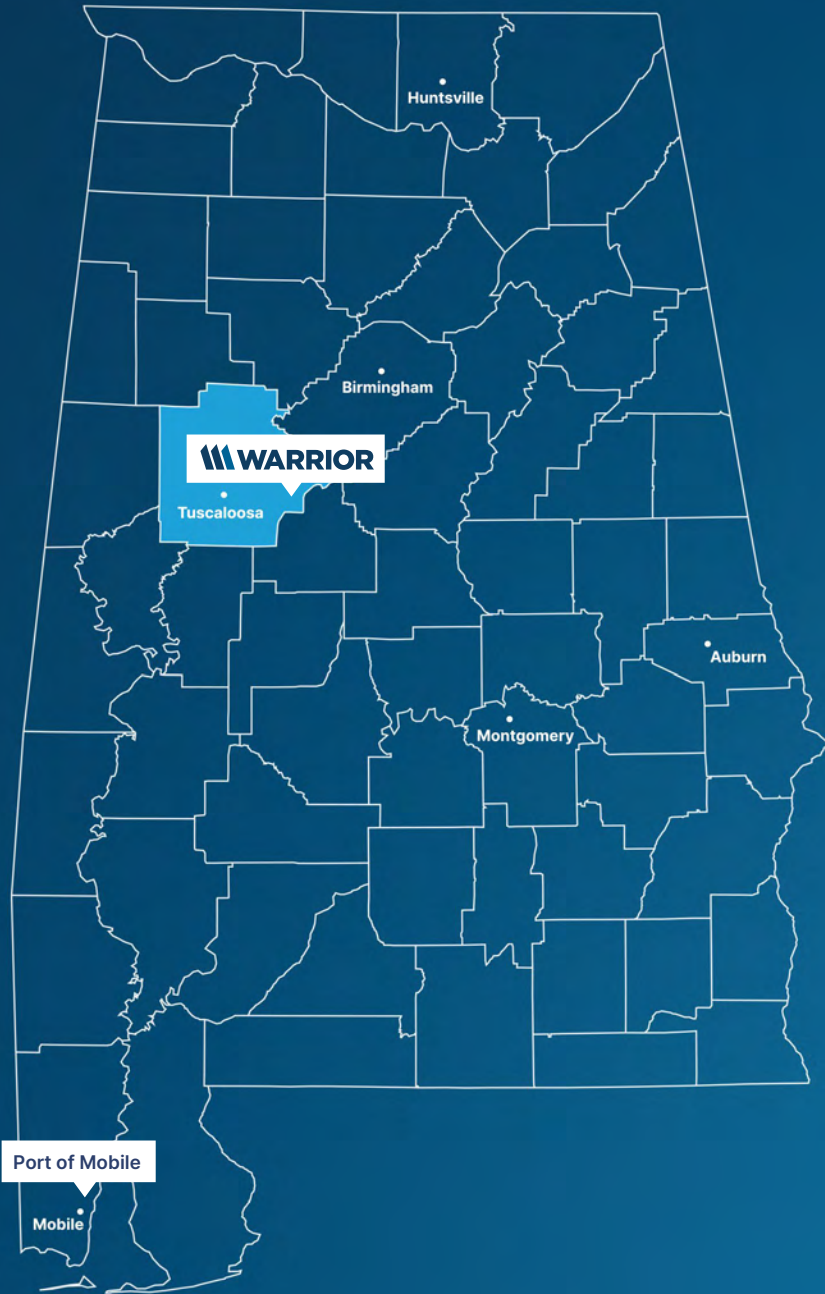 Huntsville
Birmingham
WARRIOR
Tuscaloosa
Auburn
Montgomery
Port of Mobile
Mobile